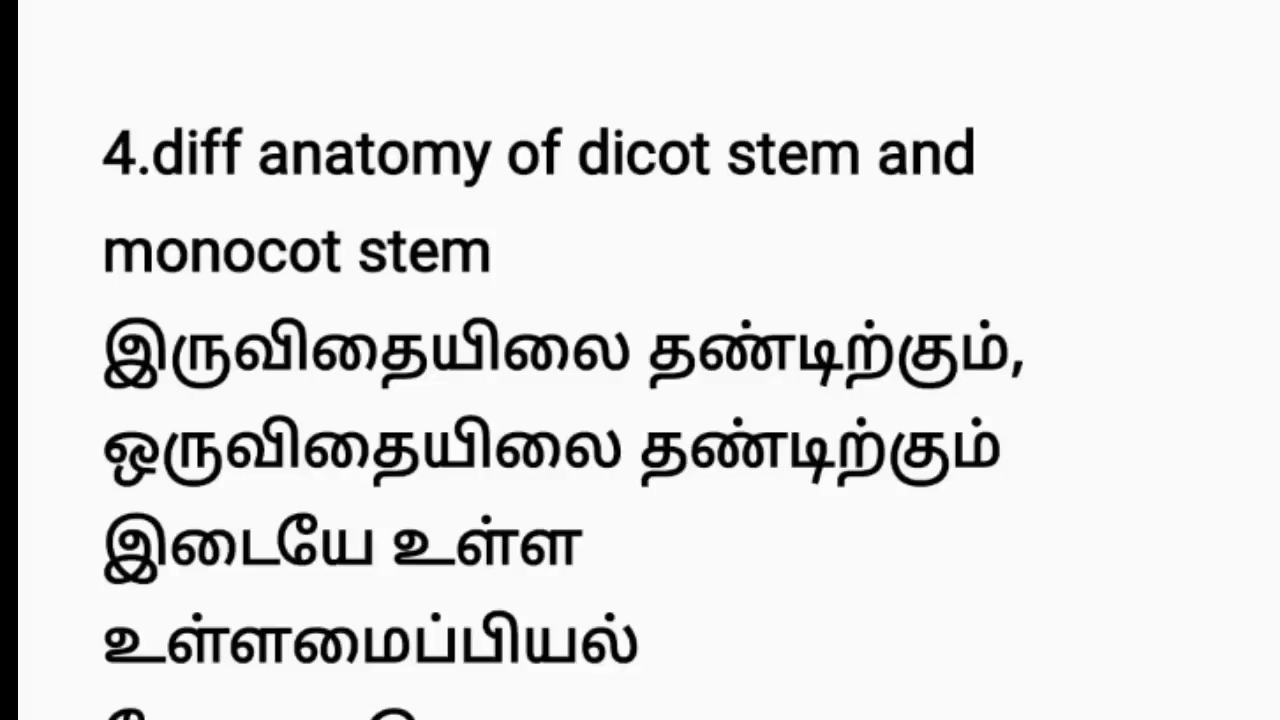 4.diff anatomy of dicot stem and
monocot stem
இருவிதையிலை தண்டிற்கும்,
ஒருவிதையிலை தண்டிற்கும்
இடையே உள்ள
உள்ளமைப்பியல்